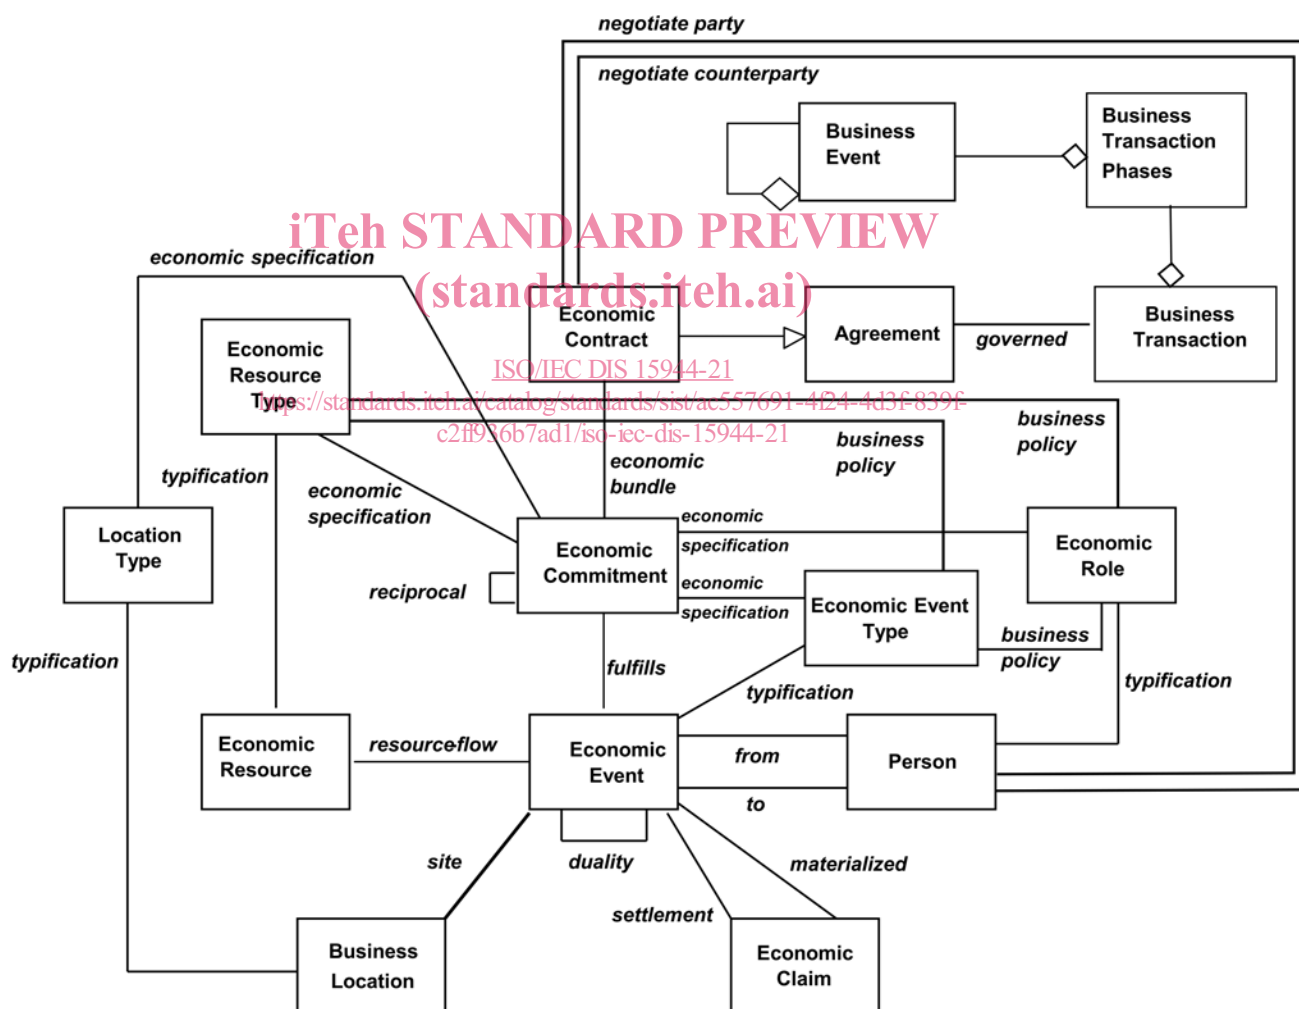 negotiate party
negotiate counterparty
Business
Event
Business
Transaction
Phases
iTeh STANDARD PREVIEW
(standards.iteh.ai)
economic specification
Economic
Contract
Agreement
governed
Business
Transaction
Economic
Resource
Type
ISO/IEC DIS 15944-21
https://standards.iteh.ai/catalog/standards/sist/ac557691-4f24-4d3f-839f-
c2ff936b7ad1/iso-iec-dis-15944-21
business
policy
business
policy
typification
economic
specification
economic
bundle
Location
Type
Economic
Commitment
reciprocal
economic
specification
economic
specification
Economic Event
Type
Economic
Role
business
policy
typification
fulfills
typification
typification
Economic
Resource
resource-flow
Economic
Event
from
to
Person
site
duality
settlement
materialized
Business
Location
Economic
Claim